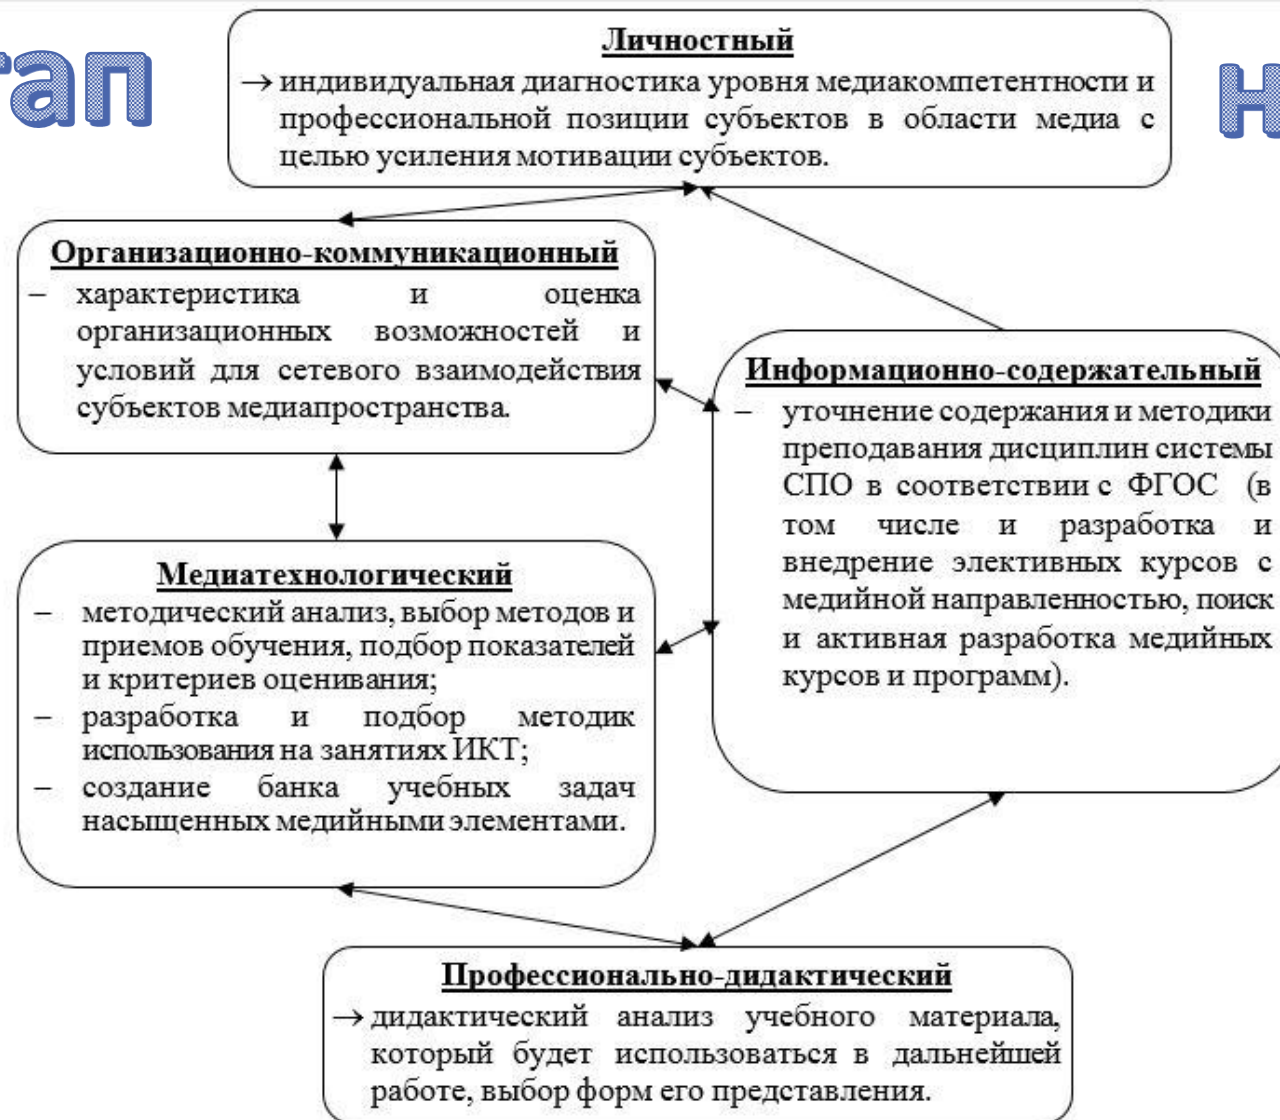 Личностный
→ индивидуальная диагностика уровня медиакомпетентности и
профессиональной позиции субъектов в области медиа с
целью усиления мотивации субъектов.
Организационно-коммуникационный
– характеристика и оценка
организационных возможностей и
условий для сетевого взаимодействия
субъектов медиапространства.
Информационно-содержательный
– уточнение содержания и методики
преподавания дисциплин системы
СПО в соответствии с ФГОС (в
том числе и разработка и
внедрение элективных курсов с
медийной направленностью, поиск
и активная разработка медийных
курсов и программ).
Медиатехнологический
– методический анализ, выбор методов и
приемов обучения, подбор показателей
и критериев оценивания;
– разработка и подбор методик
использования на занятиях ИКТ;
– создание банка учебных задач
насыщенных медийными элементами.
Профессионально-дидактический
→ дидактический анализ учебного материала,
который будет использоваться в дальнейшей
работе, выбор форм его представления.